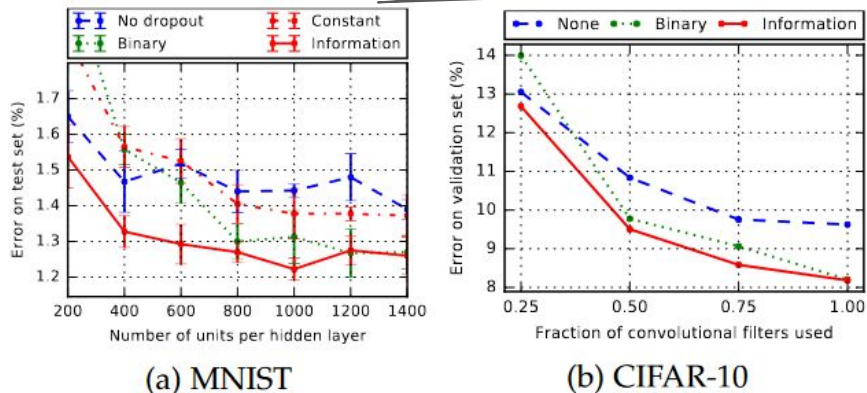 No dropout
Constant
Binary
Information
Error on test set (%)
1.7
1.6
1.5
1.4
1.3
1.2
200 400 600 800 1000 1200 1400
Number of units per hidden layer
(a) MNIST
None
Binary
Information
Error on validation set (%)
14
13
12
11
10
9
8
0.25 0.50 0.75 1.00
Fraction of convolutional filters used
(b) CIFAR-10